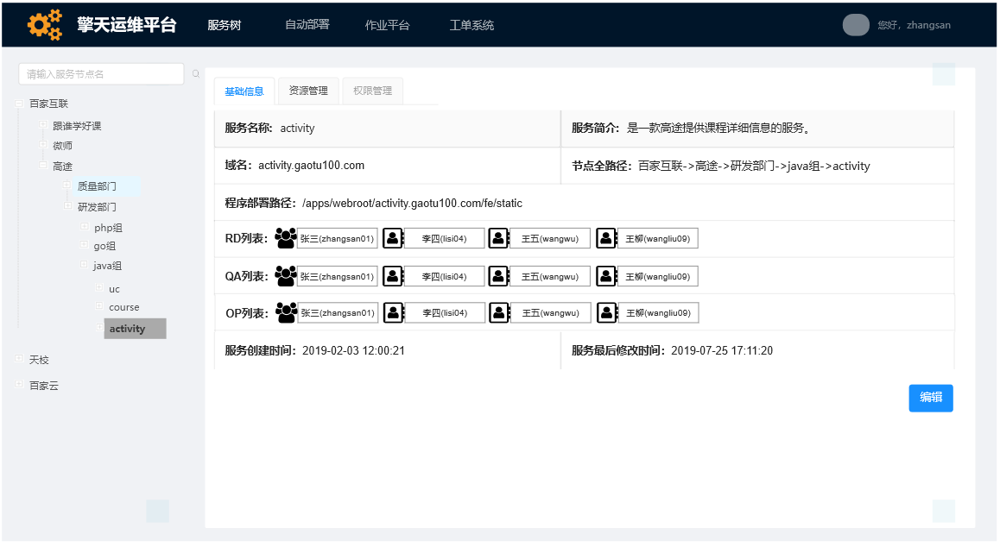 擎天运维平台 服务树 自动部署 作业平台 工单系统 您好，zhangsan
请输入服务节点名
百家互联
跟谁学好课
微师
高途
质量部门
研发部门
php组
go组
java组
uc
course
activity
天校
百家云
基础信息 资源管理 权限管理
服务名称： activity 服务简介： 是一款高途提供课程详细信息的服务。
域名：activity.gaotu100.com 节点全路径：百家互联->高途->研发部门->java组->activity
程序部署路径：/apps/webroot/activity.gaotu100.com/fe/static
RD列表： 张三(zhangsan01) 李四(lisi04) 王五(wangwu) 王柳(wangliu09)
QA列表： 张三(zhangsan01) 李四(lisi04) 王五(wangwu) 王柳(wangliu09)
OP列表： 张三(zhangsan01) 李四(lisi04) 王五(wangwu) 王柳(wangliu09)
服务创建时间：2019-02-03 12:00:21 服务最后修改时间：2019-07-25 17:11:20
编辑